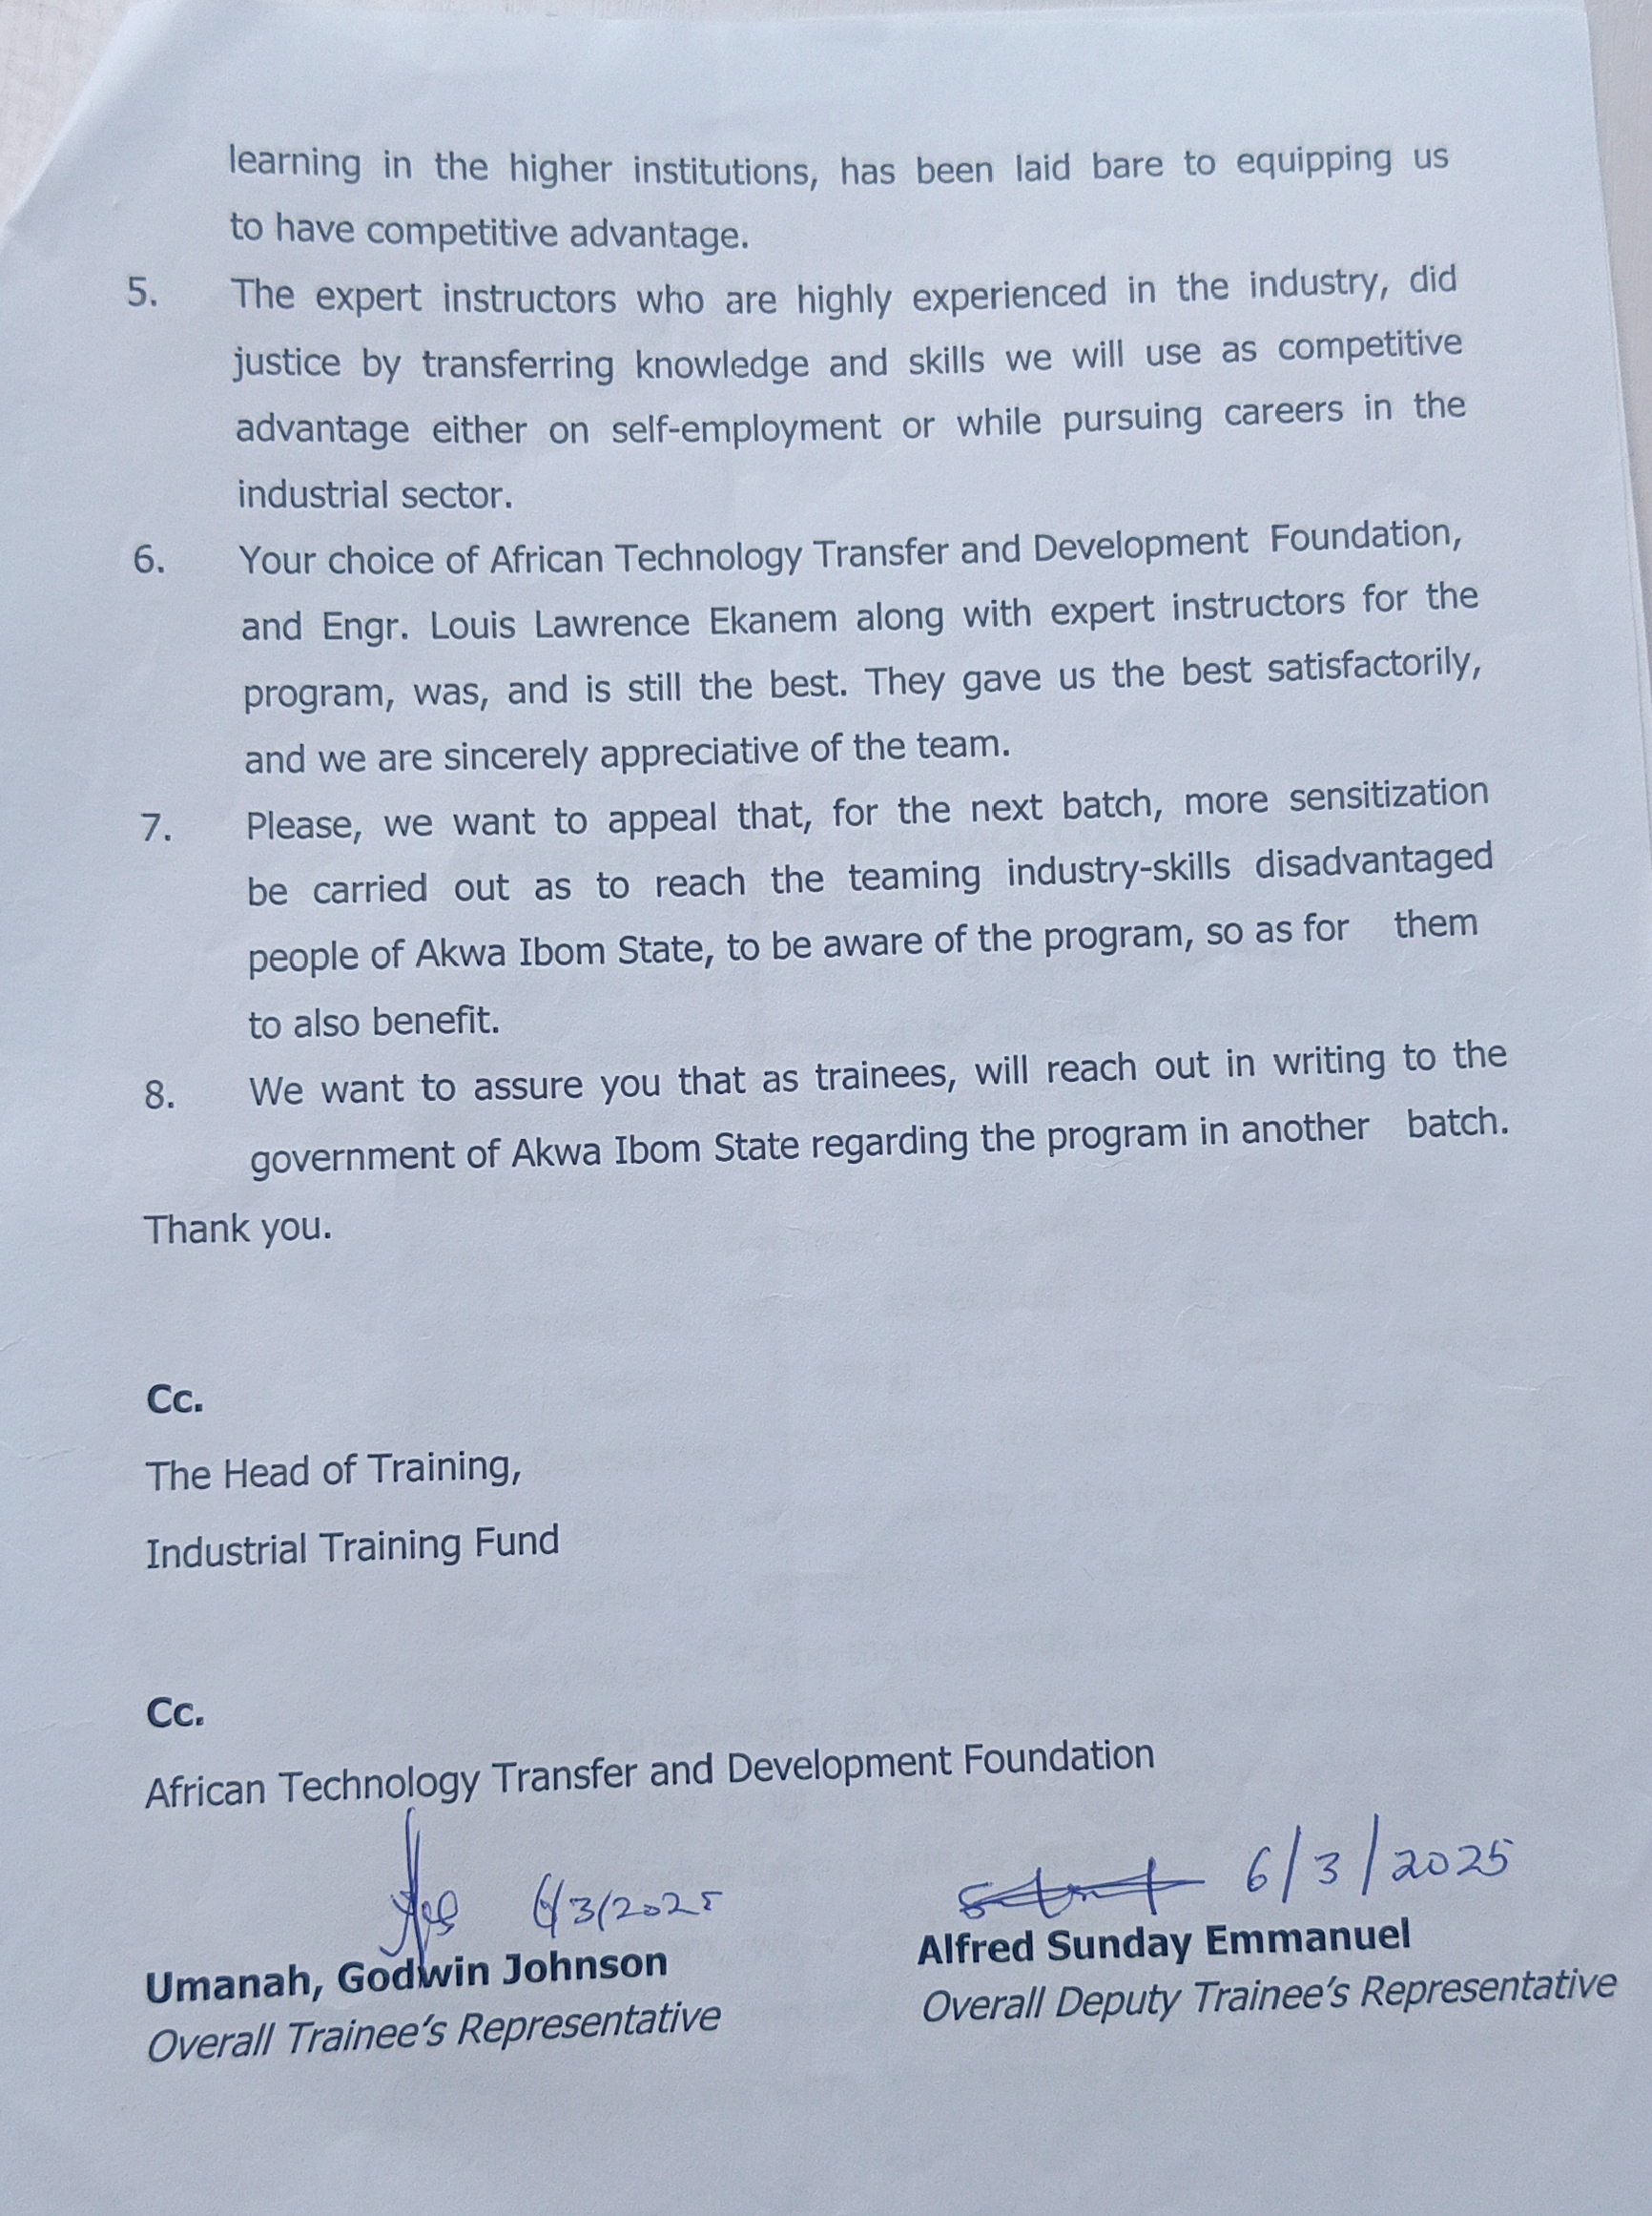 learning in the higher institutions, has been laid bare to equipping us
to have competitive advantage.
5. The expert instructors who are highly experienced in the industry, did
justice by transferring knowledge and skills we will use as competitive
advantage either on self-employment or while pursuing careers in the
industrial sector.
6. Your choice of African Technology Transfer and Development Foundation,
and Engr. Louis Lawrence Ekanem along with expert instructors for the
program, was, and is still the best. They gave us the best satisfactorily,
and we are sincerely appreciative of the team.
7. Please, we want to appeal that, for the next batch, more sensitization
be carried out as to reach the teaming industry-skills disadvantaged
people of Akwa Ibom State, to be aware of the program, so as for them
to also benefit.
8. We want to assure you that as trainees, will reach out in writing to the
government of Akwa Ibom State regarding the program in another batch.
Thank you.
Cc.
The Head of Training,
Industrial Training Fund
Cc.
African Technology Transfer and Development Foundation
6/3/2025
Umanah, Godwin Johnson
Overall Trainee's Representative
6/3/2025
Alfred Sunday Emmanuel
Overall Deputy Trainee's Representative